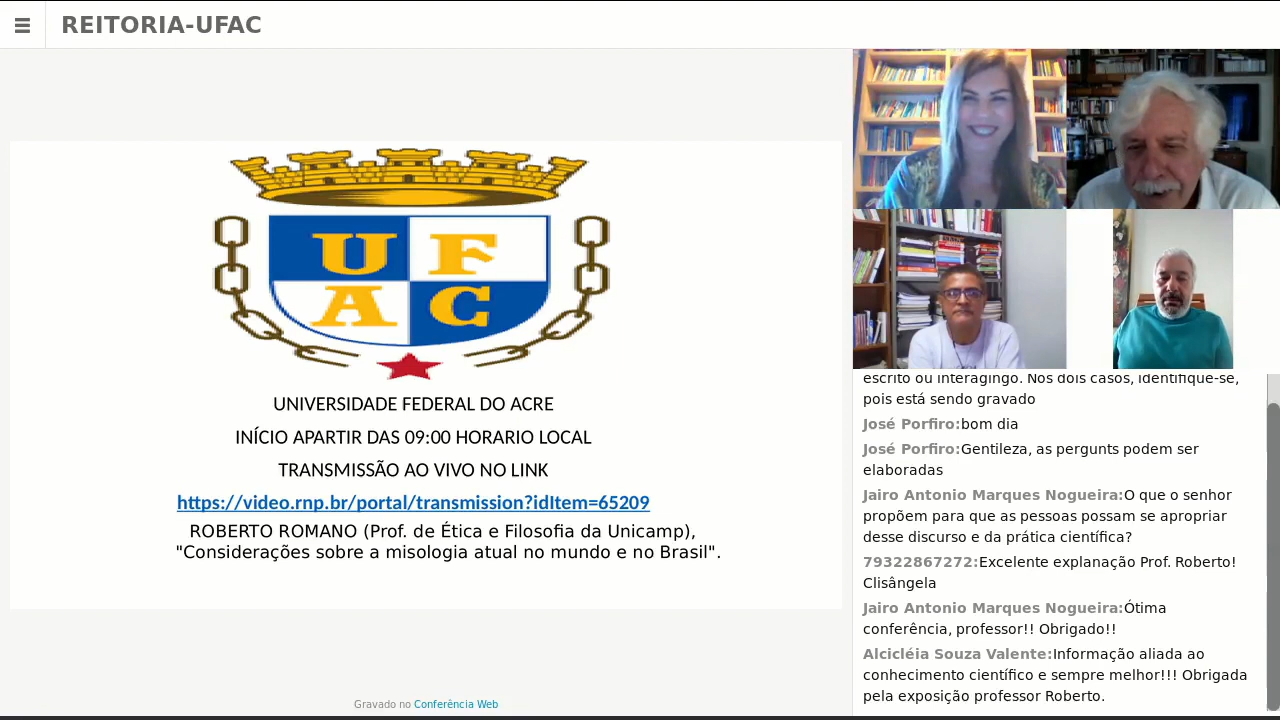 REITORIA-UFAC
U F
A C
UNIVERSIDADE FEDERAL DO ACRE
INÍCIO APARTIR DAS 09:00 HORARIO LOCAL
TRANSMISSÃO AO VIVO NO LINK
https://video.rnp.br/portal/transmission?idItem=65209
ROBERTO ROMANO (Prof. de Ética e Filosofia da Unicamp),
"Considerações sobre a misologia atual no mundo e no Brasil".
Gravado no Conferência Web
escrito ou interagingo. Nos dois casos, identifique-se,
pois está sendo gravado
José Porfiro:bom dia
José Porfiro:Gentileza, as pergunts podem ser
elaboradas
Jairo Antonio Marques Nogueira:O que o senhor
propõem para que as pessoas possam se apropriar
desse discurso e da prática científica?
79322867272:Excelente explanação Prof. Roberto!
Clisângela
Jairo Antonio Marques Nogueira:Ótima
conferência, professor!! Obrigado!!
Alcicléia Souza Valente:Informação aliada ao
conhecimento científico e sempre melhor!!! Obrigada
pela exposição professor Roberto.